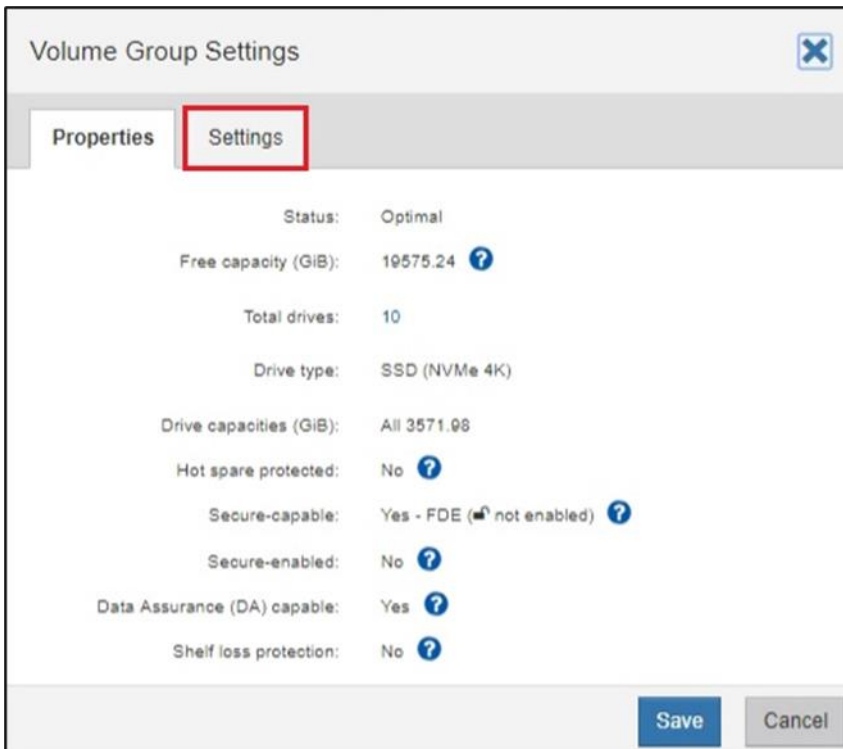 Volume Group Settings
Properties Settings
Status: Optimal
Free capacity (GiB): 19575.24 ?
Total drives: 10
Drive type: SSD (NVMe 4K)
Drive capacities (GiB): All 3571.98
Hot spare protected: No ?
Secure-capable: Yes - FDE ( not enabled) ?
Secure-enabled: No ?
Data Assurance (DA) capable: Yes ?
Shelf loss protection: No ?
Save Cancel